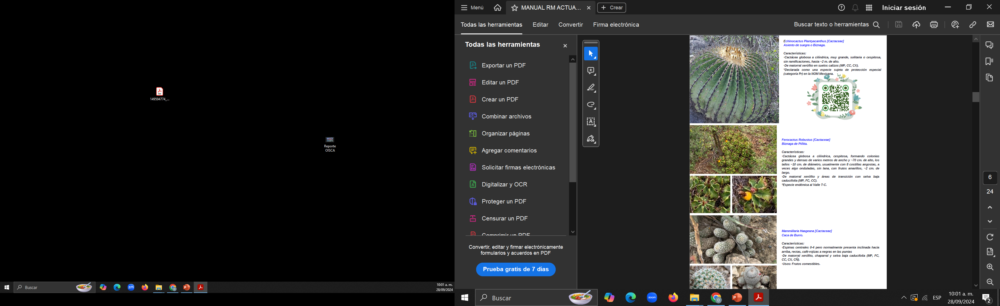 149594774_...
Reporte
OISCA
Buscar
zm
10:01 a. m.
28/09/2024
Menú
MANUAL RM ACTUA...
Crear
Iniciar sesión
Todas las herramientas
Editar
Convertir
Firma electrónica
Buscar texto o herramientas
Todas las herramientas
Exportar un PDF
Editar un PDF
Crear un PDF
Combinar archivos
Organizar páginas
Agregar comentarios
Solicitar firmas electrónicas
Digitalizar y OCR
Proteger un PDF
Censurar un PDF
Comprimir un PDF
Convertir, editar y firmar electrónicamente
formularios y acuerdos en PDF
Prueba gratis de 7 días
Echinocactus Plantyacanthus [Cactaceae]
Asiento de suegra o Biznaga.
Características:
-Cactácea globosa a cilíndrica, muy grande, solitaria o cespitosa,
sin ramificaciones, hasta ~2 m. de alto.
-De matorral xerófito en suelos calizos (MP, CC, CX).
*Declarada como una especie sujeta de protección especial
(categoría Pr) en la NOM Mexicana.
Ferocactus Robustus [Cactaceae]
Biznaga de Piñita.
Características:
-Cactácea globosa a cilíndrica, cespitosa, formando colonias
grandes y densas de varios metros de ancho y ~70 cm. de alto, los
tallos ~10 cm. de diámetro, usualmente con 8 costillas angostas, a
veces algo onduladas, sin lana, con frutos amarillos, ~2 cm. de
largo.
-De matorral xerófito y áreas de transición con selva baja
caducifolia (MP, FC, CC).
*Especie endémica al Valle T-C.
Mammillaria Haageana [Cactaceae]
Caca de Burro.
Características:
-Espinas centrales 0-4 pero normalmente presenta inclinada hacia
arriba, rectas, café-rojizas a negras en las puntas
-De matorral xerófito, chaparral y selva baja caducifolia (MP, FC,
CC, CX, CÑ).
-Usos: Frutos comestibles.
6
24
1:1
Buscar
zoom
ESP
10:01 a. m.
28/09/2024
2